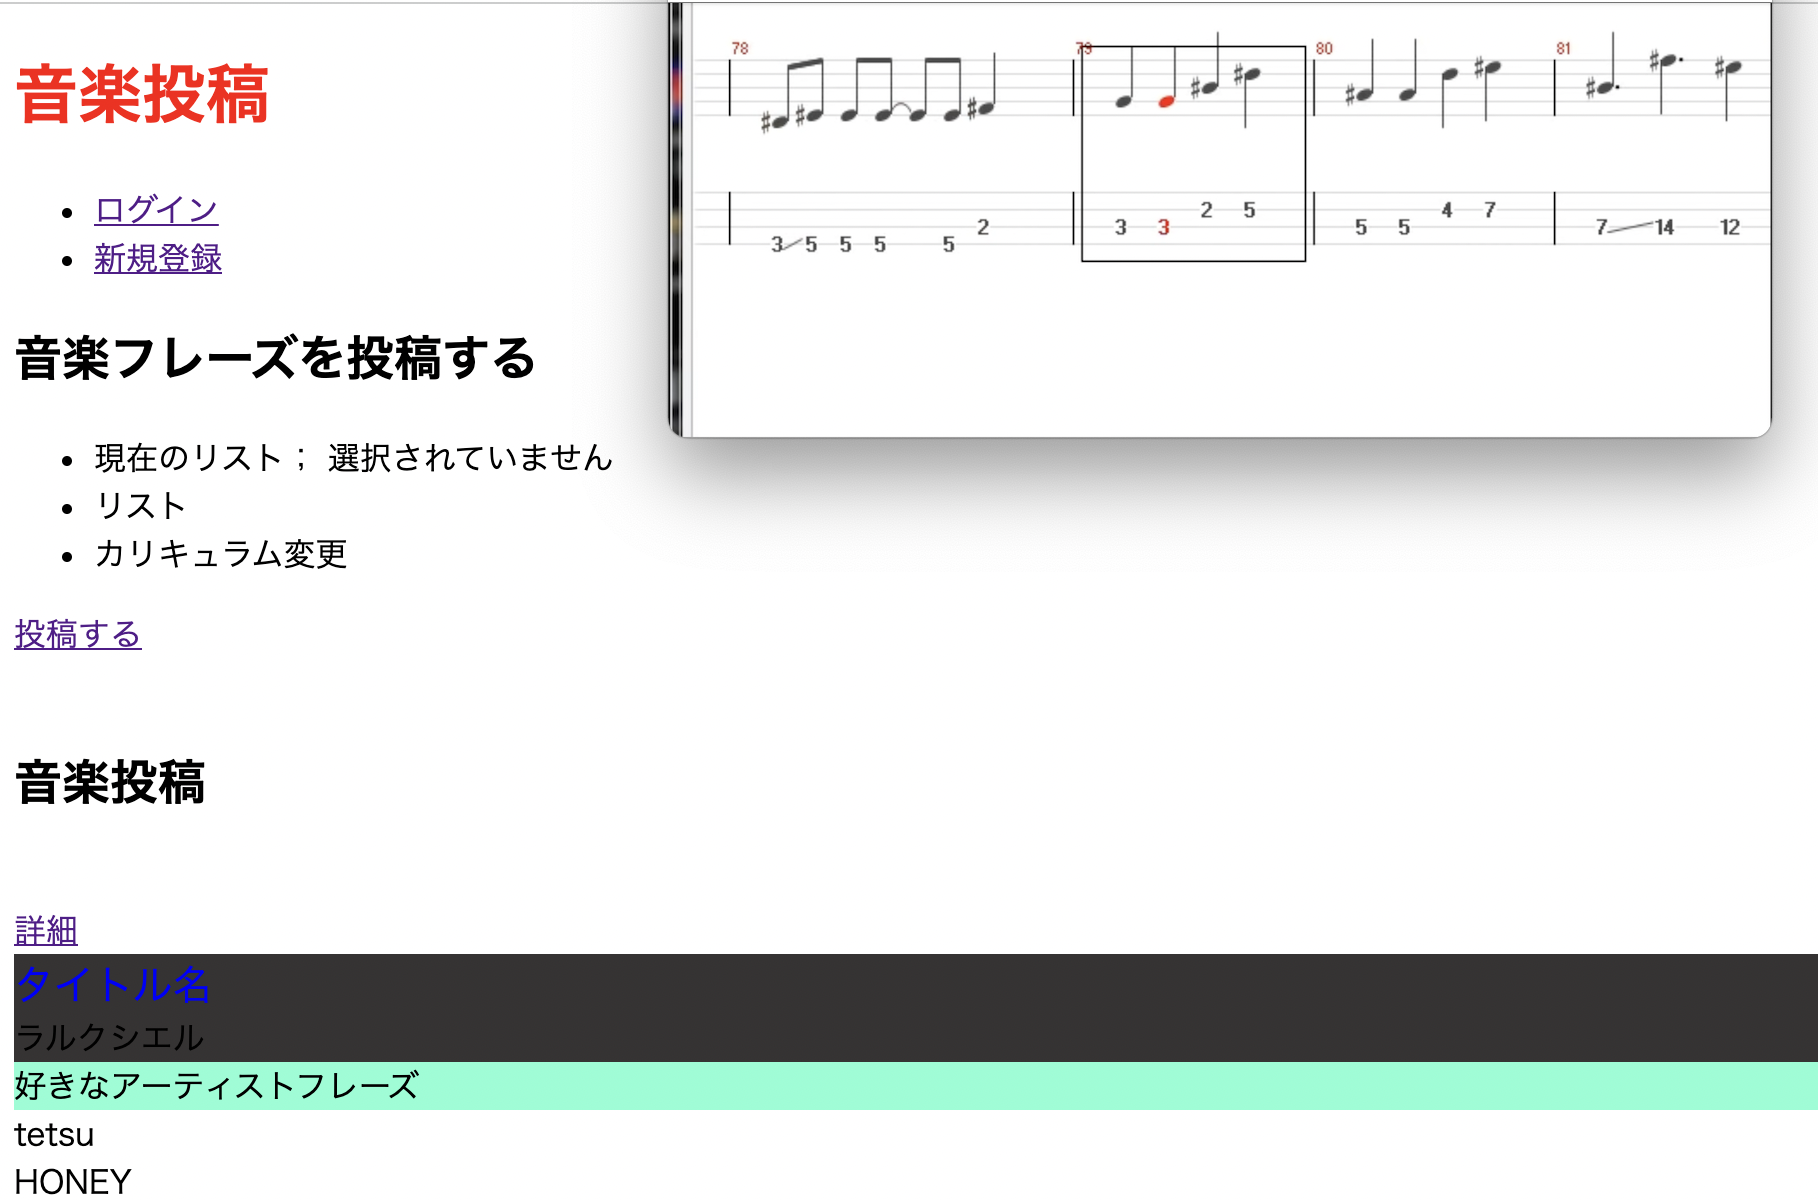 音楽投稿
ログイン
新規登録
音楽フレーズを投稿する
現在のリスト； 選択されていません
リスト
カリキュラム変更
投稿する
78 79 80 81
3 5 5 5 5 2 3 3 2 5 5 5 4 7 7 14 12
音楽投稿
詳細
タイトル名
ラルクシエル
好きなアーティストフレーズ
tetsu
HONEY